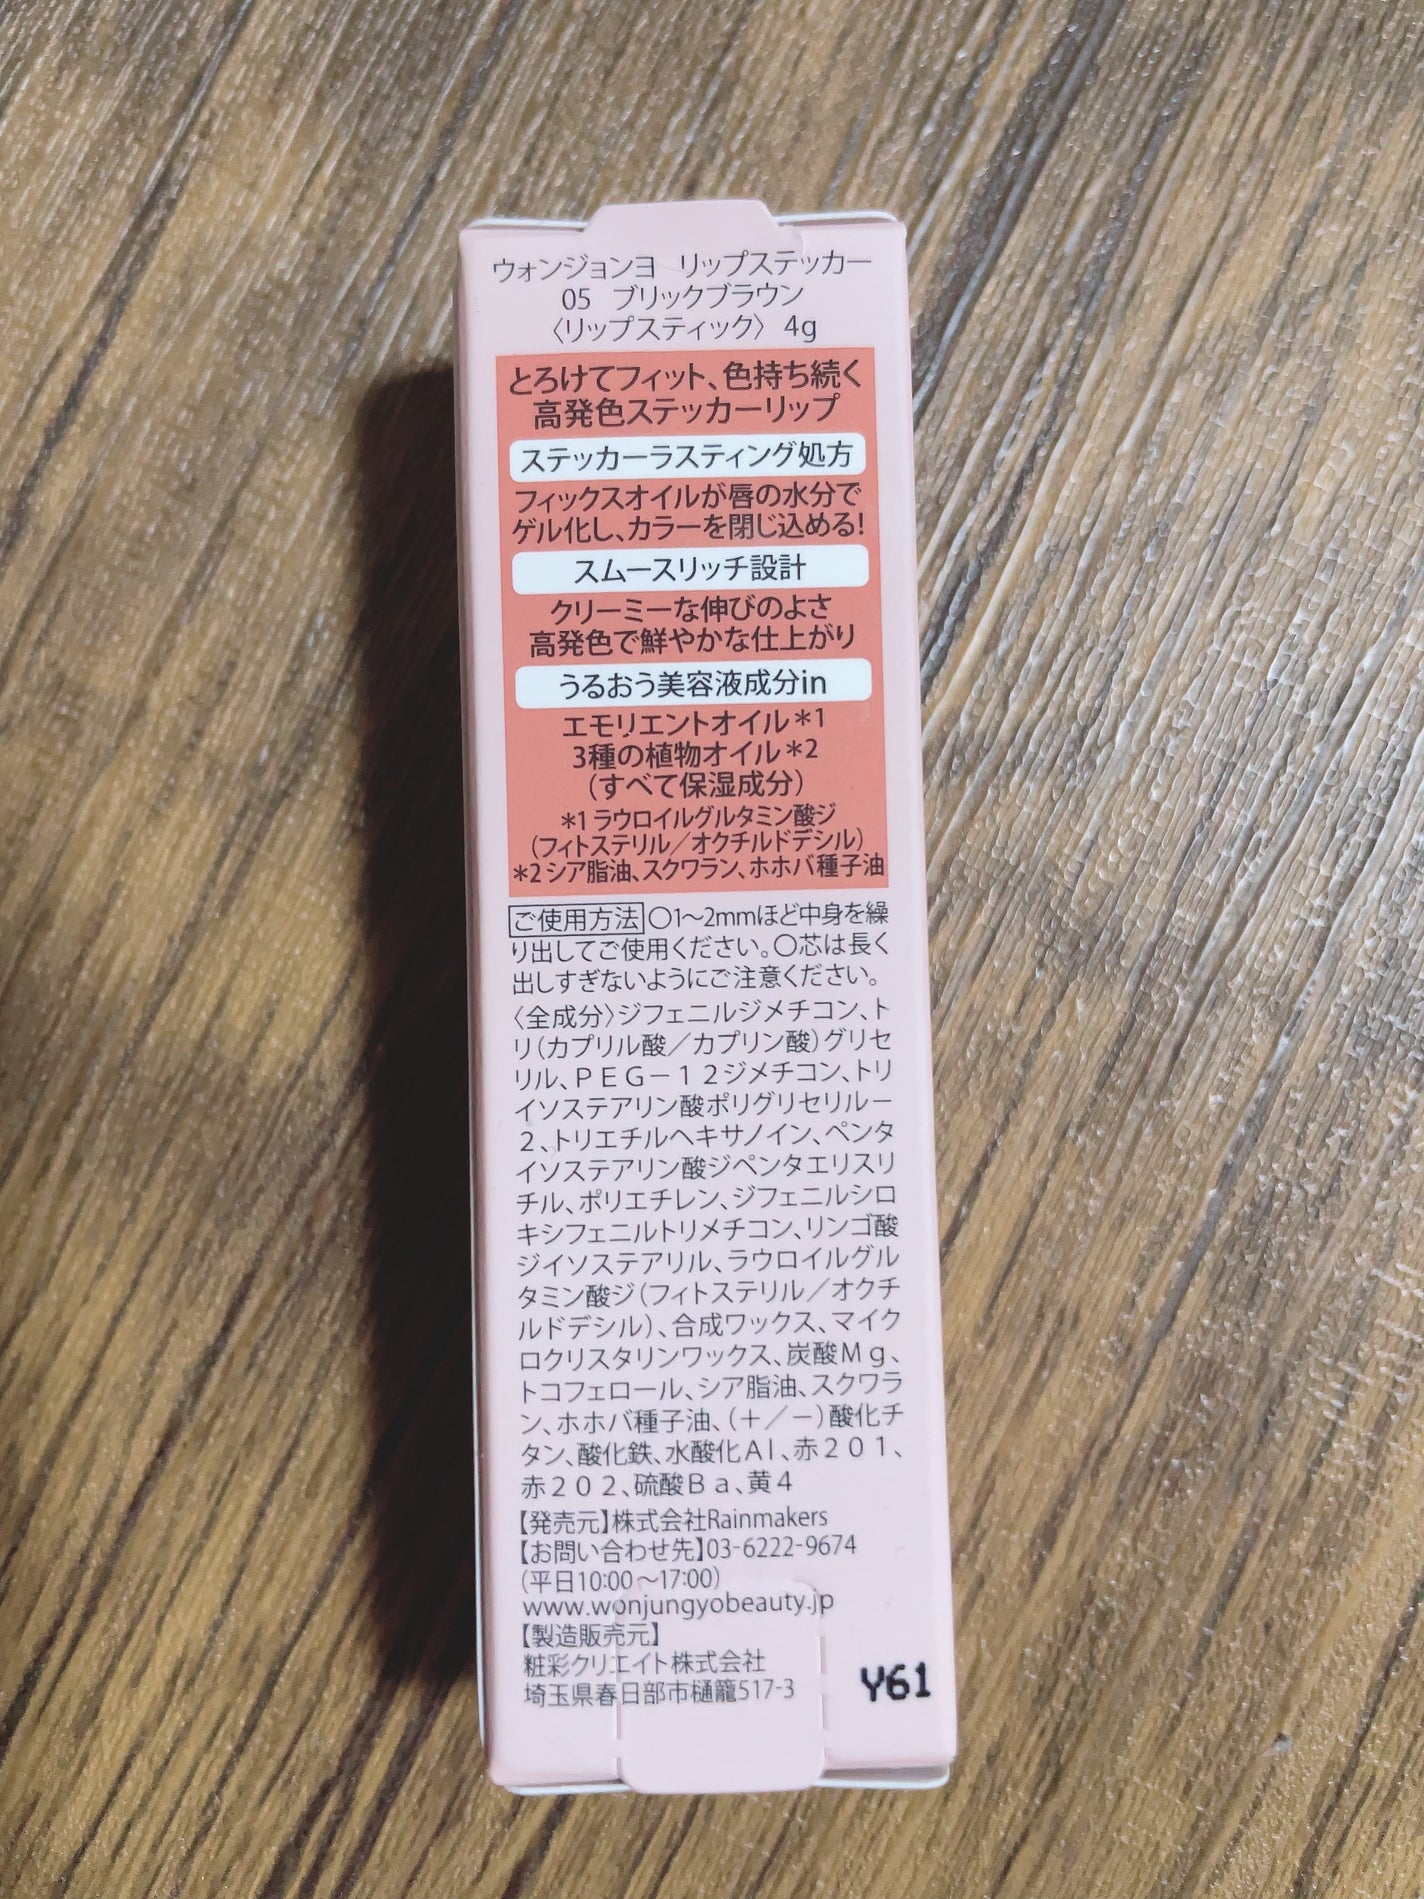 ウォンジョンヨ　リップステッカー
05　ブリックブラウン
〈リップスティック〉 4g
とろけてフィット、色持ち続く
高発色ステッカーリップ
ステッカーラスティング処方
フィックスオイルが唇の水分で
ゲル化し、カラーを閉じ込める!
スムースリッチ設計
クリーミーな伸びのよさ
高発色で鮮やかな仕上がり
うるおう美容液成分in
エモリエントオイル＊1
3種の植物オイル＊2
（すべて保湿成分）
＊1 ラウロイルグルタミン酸ジ
（フィトステリル／オクチルドデシル）
＊2 シア脂油、スクワラン、ホホバ種子油
ご使用方法 〇1〜2mmほど中身を繰
り出してご使用ください。〇芯は長く
出しすぎないようにご注意ください。
〈全成分〉ジフェニルジメチコン、ト
リ（カプリル酸／カプリン酸）グリセ
リル、ＰＥＧ－１２ジメチコン、トリ
イソステアリン酸ポリグリセリル－
２、トリエチルヘキサノイン、ペンタ
イソステアリン酸ジペンタエリスリ
チル、ポリエチレン、ジフェニルシロ
キシフェニルトリメチコン、リンゴ酸
ジイソステアリル、ラウロイルグル
タミン酸ジ（フィトステリル／オクチ
ルドデシル）、合成ワックス、マイク
ロクリスタリンワックス、炭酸Ｍｇ、
トコフェロール、シア脂油、スクワラ
ン、ホホバ種子油、（＋／－）酸化チ
タン、酸化鉄、水酸化Ａｌ、赤２０１、
赤２０２、硫酸Ｂａ、黄４
【発売元】株式会社Rainmakers
【お問い合わせ先】03-6222-9674
（平日10:00〜17:00）
www.wonjungyobeauty.jp
【製造販売元】
粧彩クリエイト株式会社
埼玉県春日部市樋籠517-3
Y61